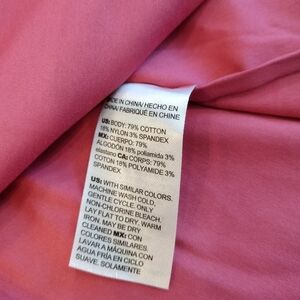 MADE IN CHINA/ HECHO EN
CHINA/ FABRIQUÉ EN CHINE
US: BODY: 79% COTTON
18% NYLON 3% SPANDEX
MX: CUERPO: 79%
ALGODÓN 18% poliamida 3%
elastano CA: CORPS: 79%
COTON 18% POLYAMIDE 3%
SPANDEX
US: WITH SIMILAR COLORS.
MACHINE WASH COLD,
GENTLE CYCLE. ONLY
NON-CHLORINE BLEACH.
LAY FLAT TO DRY. WARM
IRON. MAY BE DRY
CLEANED MX: CON
COLORES SIMILARES.
LAVAR A MÁQUINA CON
AGUA FRÍA EN CICLO
SUAVE. SOLAMENTE